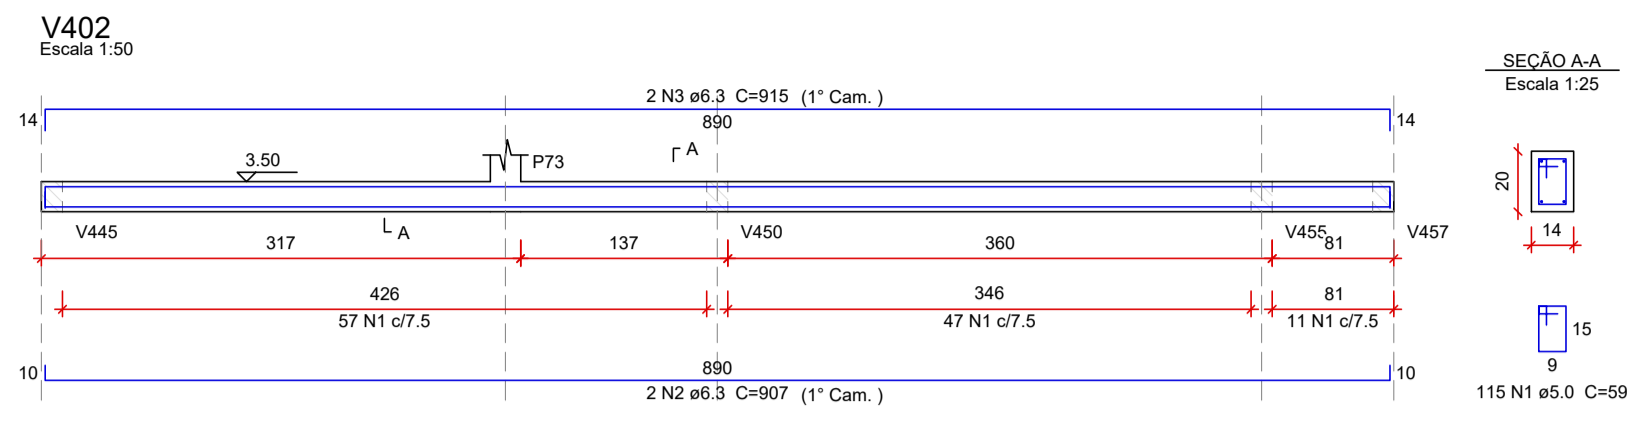 V402
Escala 1:50
SEÇÃO A-A
Escala 1:25
2 N3 ø6.3 C=915 (1° Cam. )
14
890
14
A
3.50
P73
20
V445
A
V450
V455
V457
14
317
137
360
81
426
346
81
57 N1 c/7.5
47 N1 c/7.5
11 N1 c/7.5
15
9
10
890
10
2 N2 ø6.3 C=907 (1° Cam. )
115 N1 ø5.0 C=59